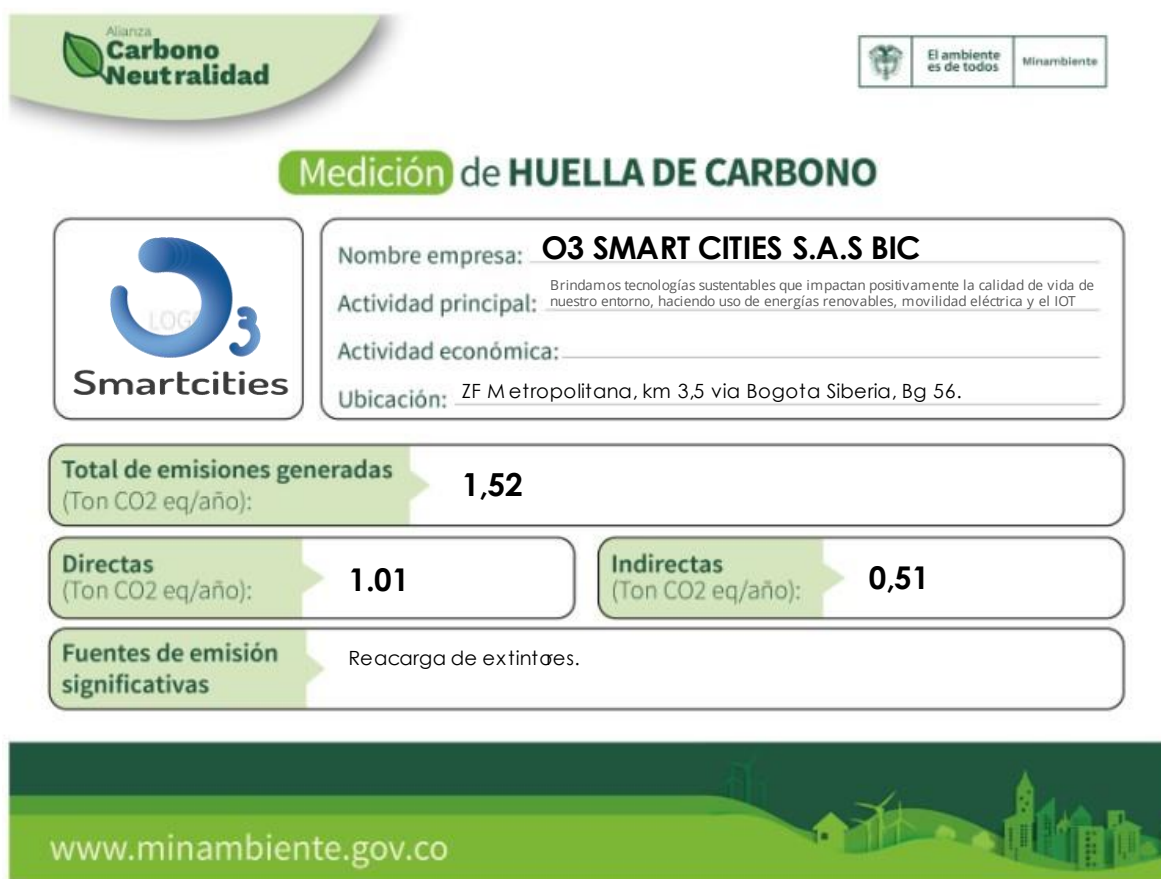 Alianza
Carbono
Neutralidad
El ambiente
es de todos
Minambiente
Medición de HUELLA DE CARBONO
LOGO
O3
Smartcities
Nombre empresa: O3 SMART CITIES S.A.S BIC
Actividad principal: Brindamos tecnologías sustentables que impactan positivamente la calidad de vida de
nuestro entorno, haciendo uso de energías renovables, movilidad eléctrica y el IOT
Actividad económica:
Ubicación: ZF Metropolitana, km 3,5 via Bogota Siberia, Bg 56.
Total de emisiones generadas
(Ton CO2 eq/año): 1,52
Directas
(Ton CO2 eq/año): 1.01
Indirectas
(Ton CO2 eq/año): 0,51
Fuentes de emisión
significativas
Reacarga de extintores.
www.minambiente.gov.co